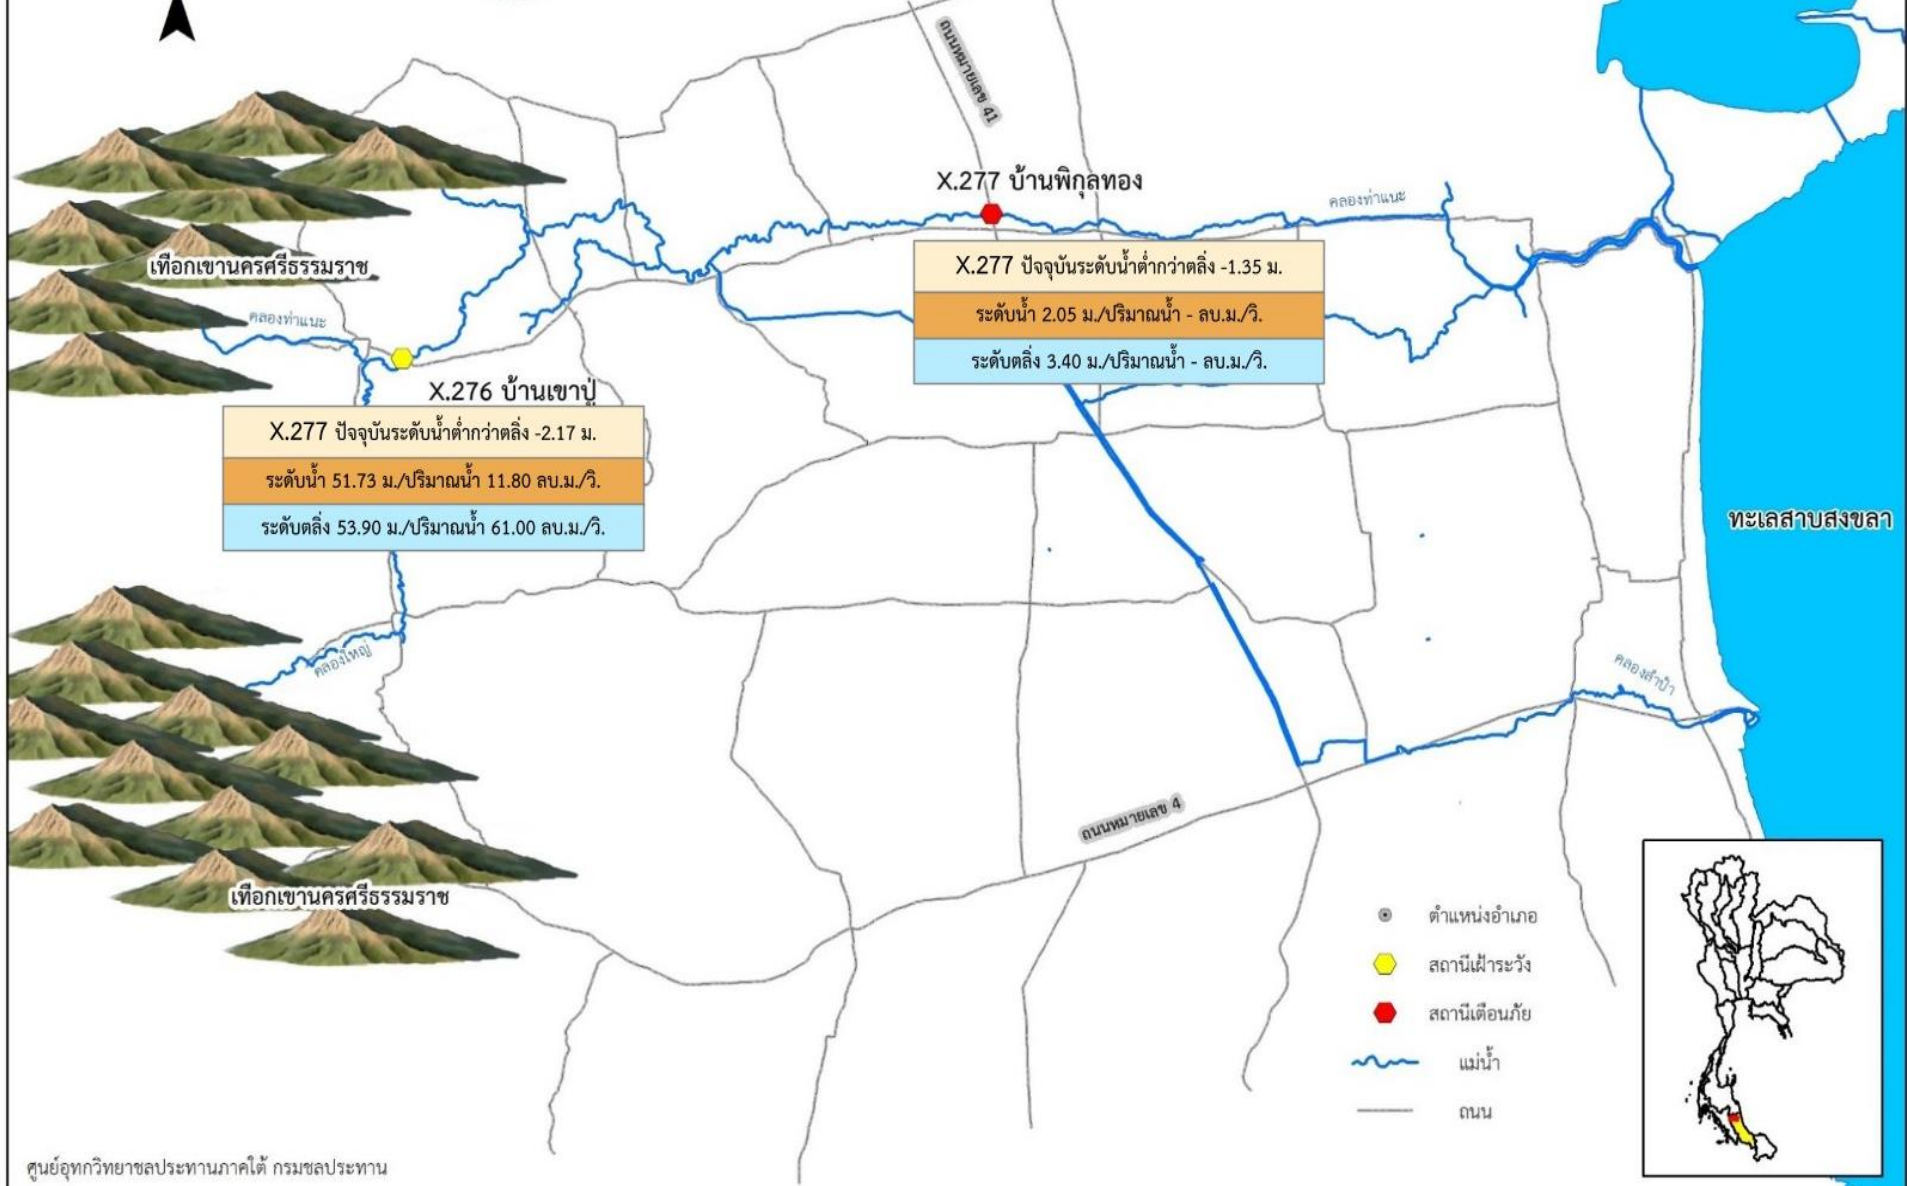 ถนนหมายเลข 41
X.277 บ้านพิกุลทอง
คลองท่าแนะ
X.277 ปัจจุบันระดับน้ำต่ำกว่าตลิ่ง -1.35 ม.
ระดับน้ำ 2.05 ม./ปริมาณน้ำ - ลบ.ม./วิ.
ระดับตลิ่ง 3.40 ม./ปริมาณน้ำ - ลบ.ม./วิ.
เทือกเขานครศรีธรรมราช
คลองท่าแนะ
X.276 บ้านเขาปู่
X.277 ปัจจุบันระดับน้ำต่ำกว่าตลิ่ง -2.17 ม.
ระดับน้ำ 51.73 ม./ปริมาณน้ำ 11.80 ลบ.ม./วิ.
ระดับตลิ่ง 53.90 ม./ปริมาณน้ำ 61.00 ลบ.ม./วิ.
ทะเลสาบสงขลา
คลองใหญ่
คลองลำปำ
ถนนหมายเลข 4
เทือกเขานครศรีธรรมราช
ตำแหน่งอำเภอ
สถานีเฝ้าระวัง
สถานีเตือนภัย
แม่น้ำ
ถนน
ศูนย์อุทกวิทยาชลประทานภาคใต้ กรมชลประทาน